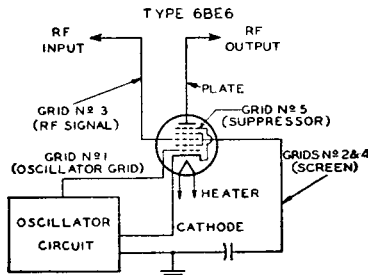 TYPE 6BE6
RF
INPUT
RF
OUTPUT
PLATE
GRID Nº 3
(RF SIGNAL)
GRID Nº 5
(SUPPRESSOR)
GRID Nº 1
(OSCILLATOR GRID)
GRIDS Nº 2&4
(SCREEN)
HEATER
OSCILLATOR
CIRCUIT
CATHODE